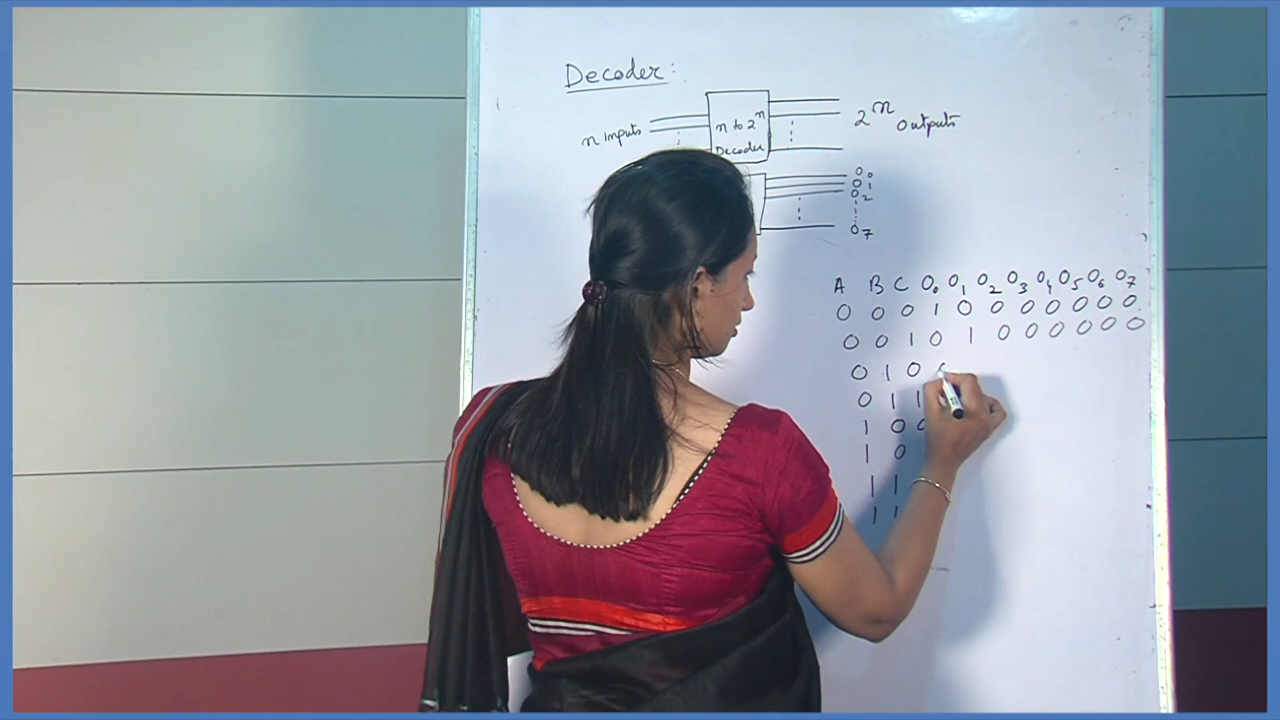 Decoder:
n Inputs
n to 2ⁿ
Decoder
2ⁿ Outputs
O₀
O₁
O₂
O₇
A B C O₀ O₁ O₂ O₃ O₄ O₅ O₆ O₇
0 0 0 1 0 0 0 0 0 0 0
0 0 1 0 1 0 0 0 0 0 0
0 1 0
0 1 1
1 0 0
1 0
1 1
1 1